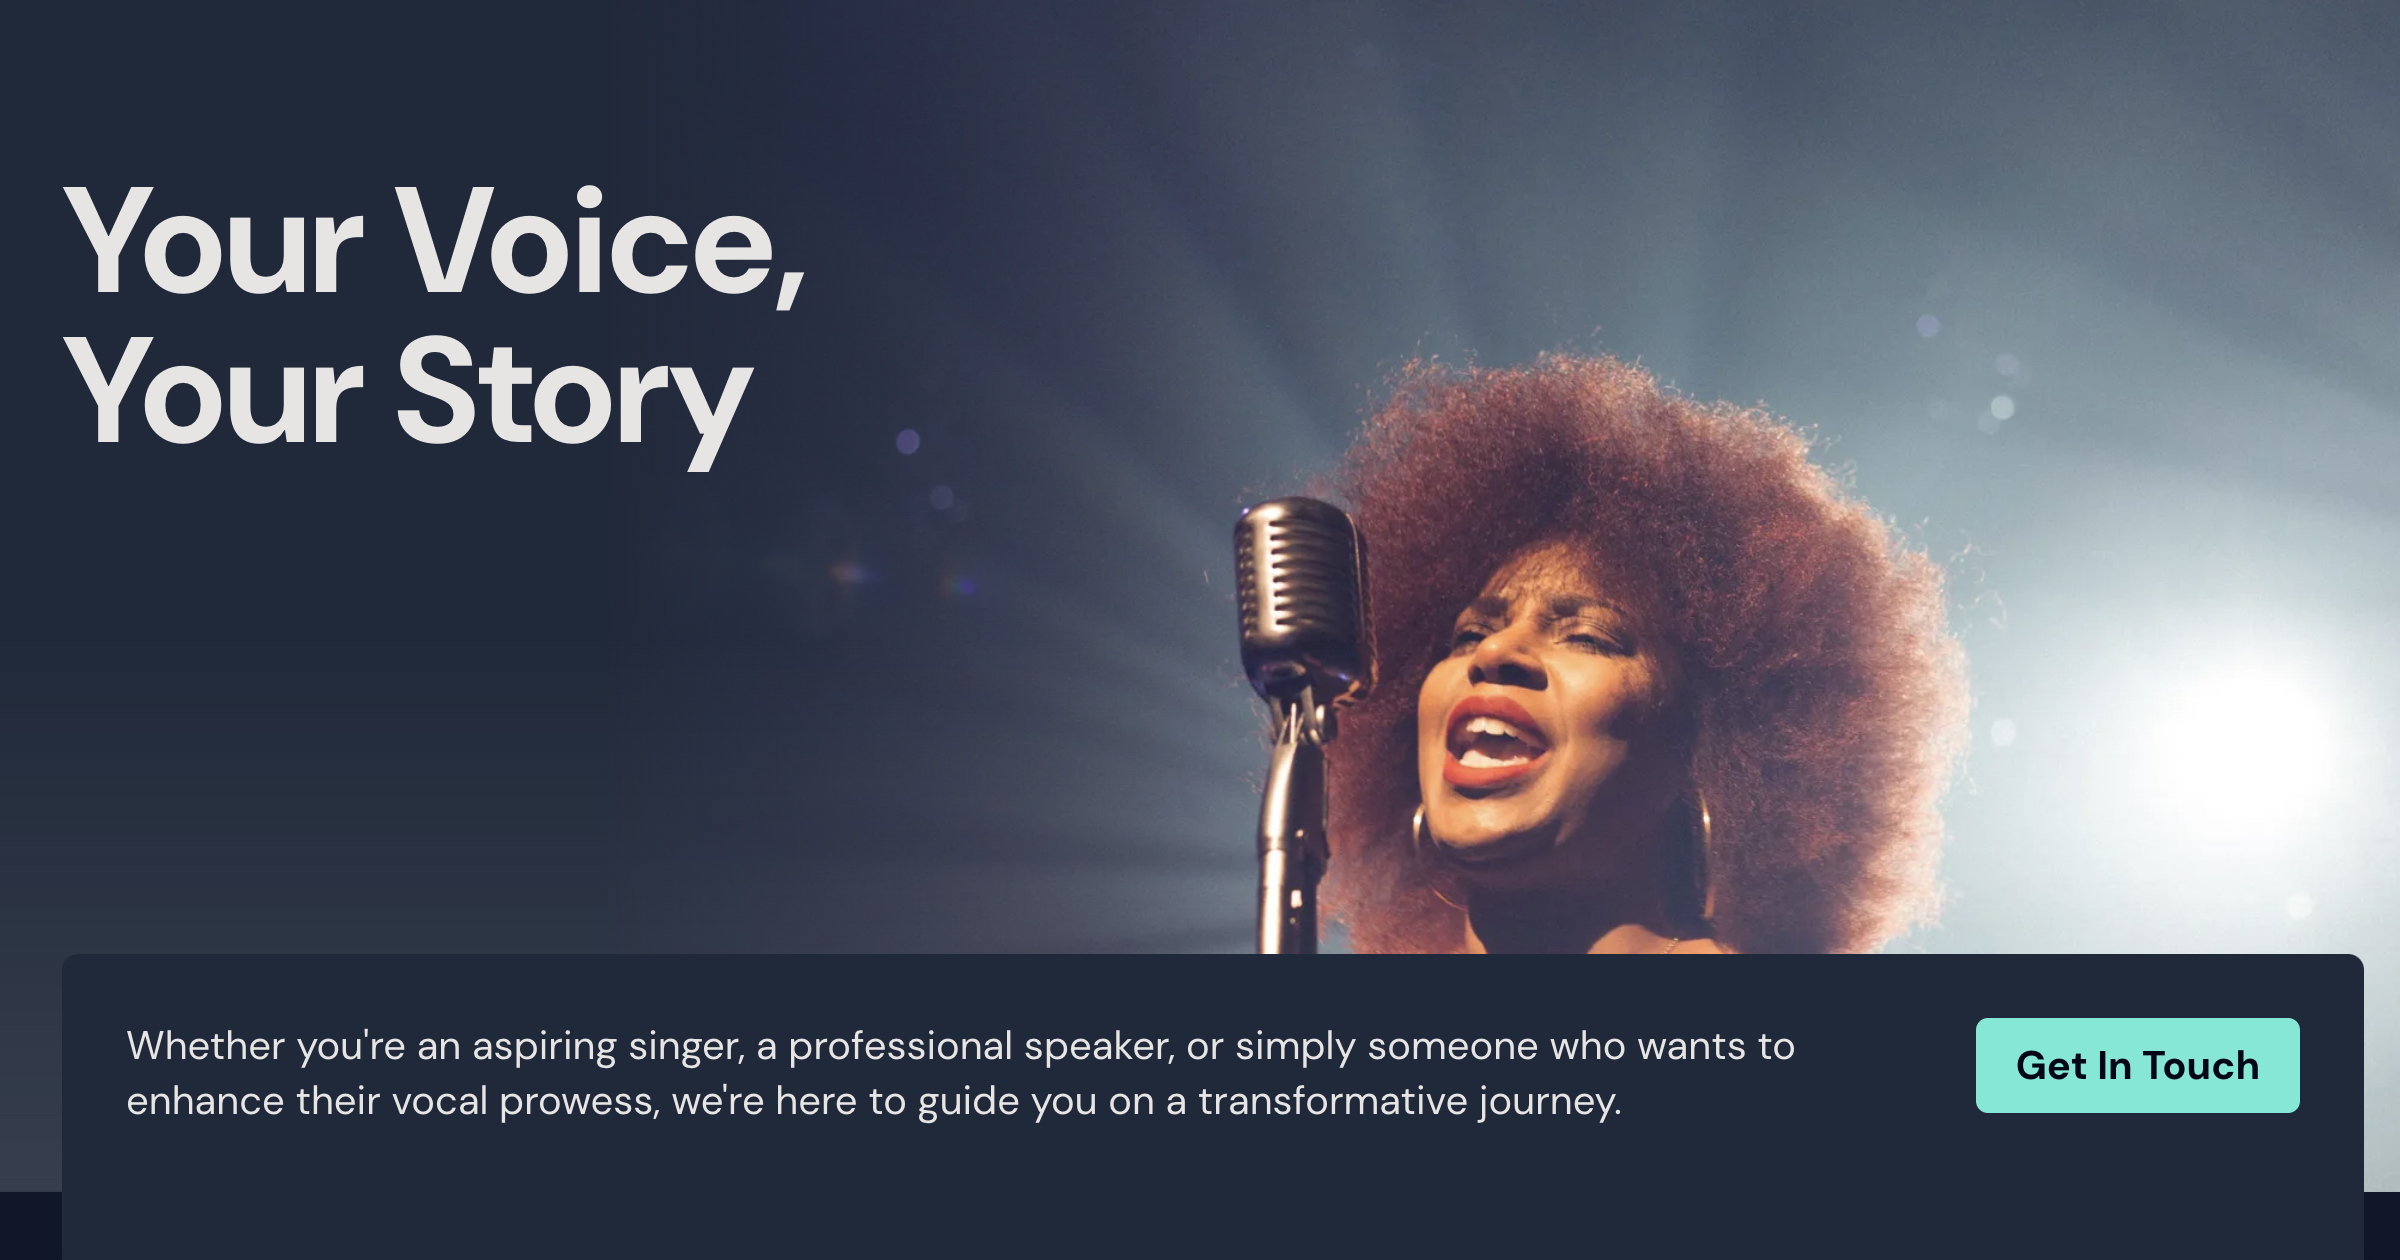 Your Voice,
Your Story
Whether you're an aspiring singer, a professional speaker, or simply someone who wants to
enhance their vocal prowess, we're here to guide you on a transformative journey.
Get In Touch